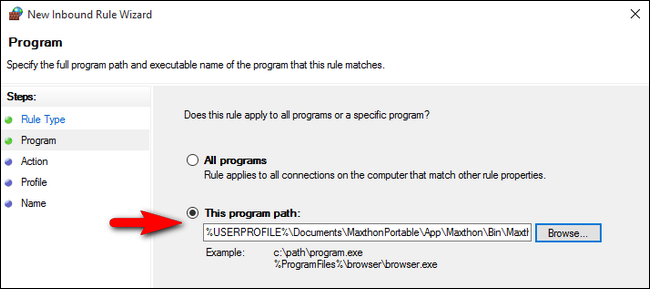 New Inbound Rule Wizard
Program
Specify the full program path and executable name of the program that this rule matches.
Steps:
Rule Type
Program
Action
Profile
Name
Does this rule apply to all programs or a specific program?
All programs
Rule applies to all connections on the computer that match other rule properties.
This program path:
%USERPROFILE%\Documents\MaxthonPortable\App\Maxthon\Bin\Maxth
Browse...
Example:
c:\path\program.exe
%ProgramFiles%\browser\browser.exe